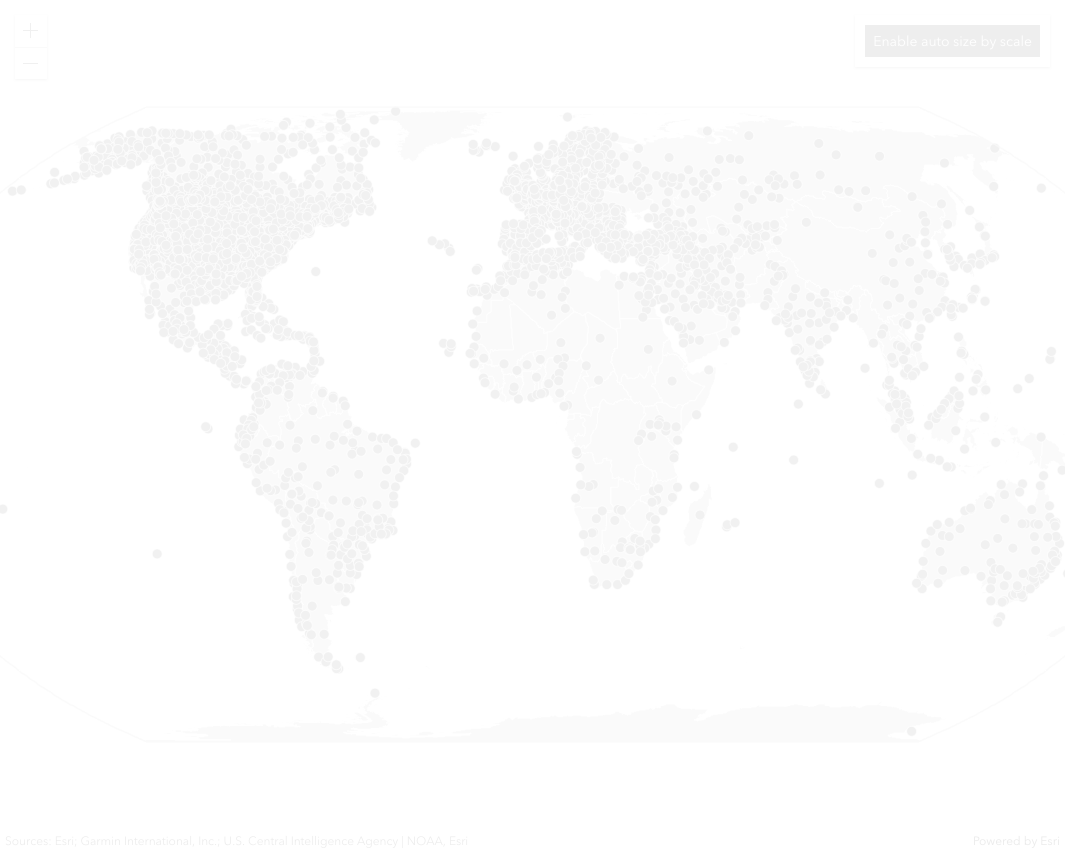 Enable auto size by scale
Sources: Esri; Garmin International, Inc.; U.S. Central Intelligence Agency | NOAA, Esri
Powered by Esri